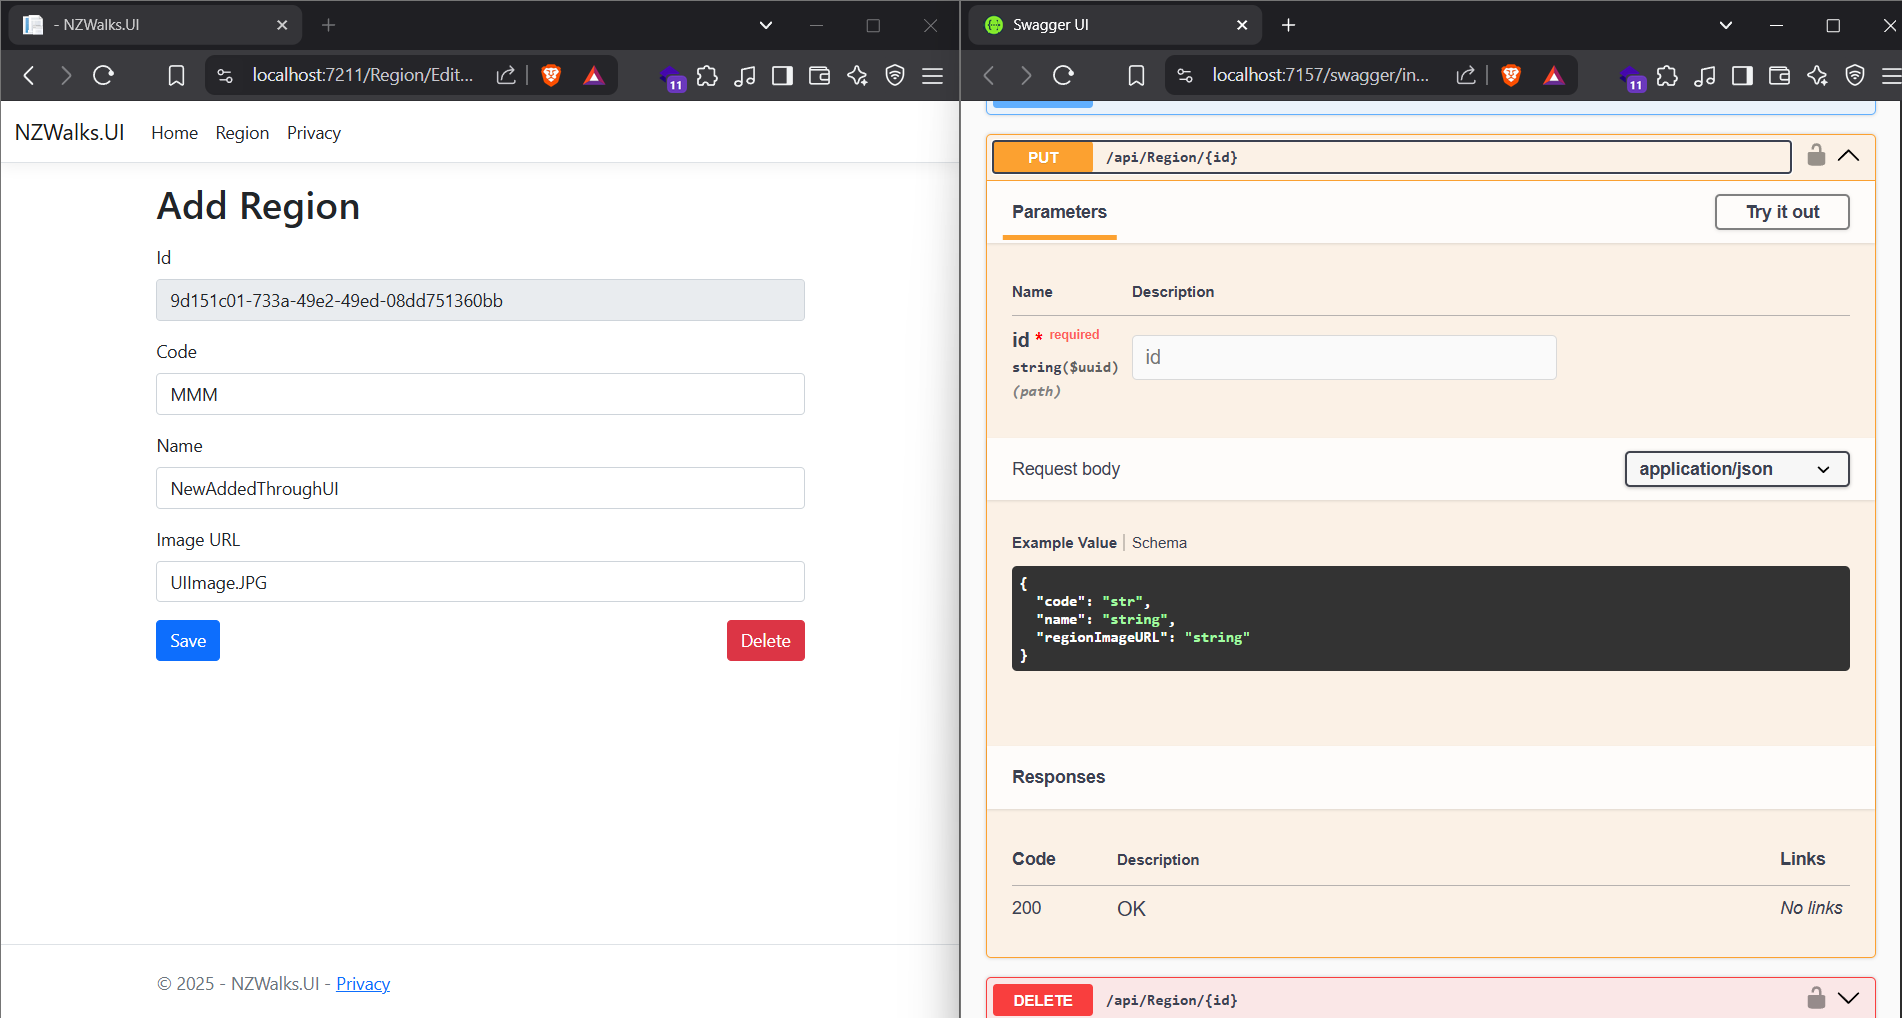 - NZWalks.UI
localhost:7211/Region/Edit...
11
NZWalks.UI Home Region Privacy
Add Region
Id
9d151c01-733a-49e2-49ed-08dd751360bb
Code
MMM
Name
NewAddedThroughUI
Image URL
UIImage.JPG
Save Delete
© 2025 - NZWalks.UI - Privacy
Swagger UI
localhost:7157/swagger/in...
11
PUT /api/Region/{id}
Parameters
Try it out
Name Description
id * required
string($uuid)
(path)
id
Request body
application/json
Example Value | Schema
{
"code": "str",
"name": "string",
"regionImageURL": "string"
}
Responses
Code Description Links
200 OK No links
DELETE /api/Region/{id}